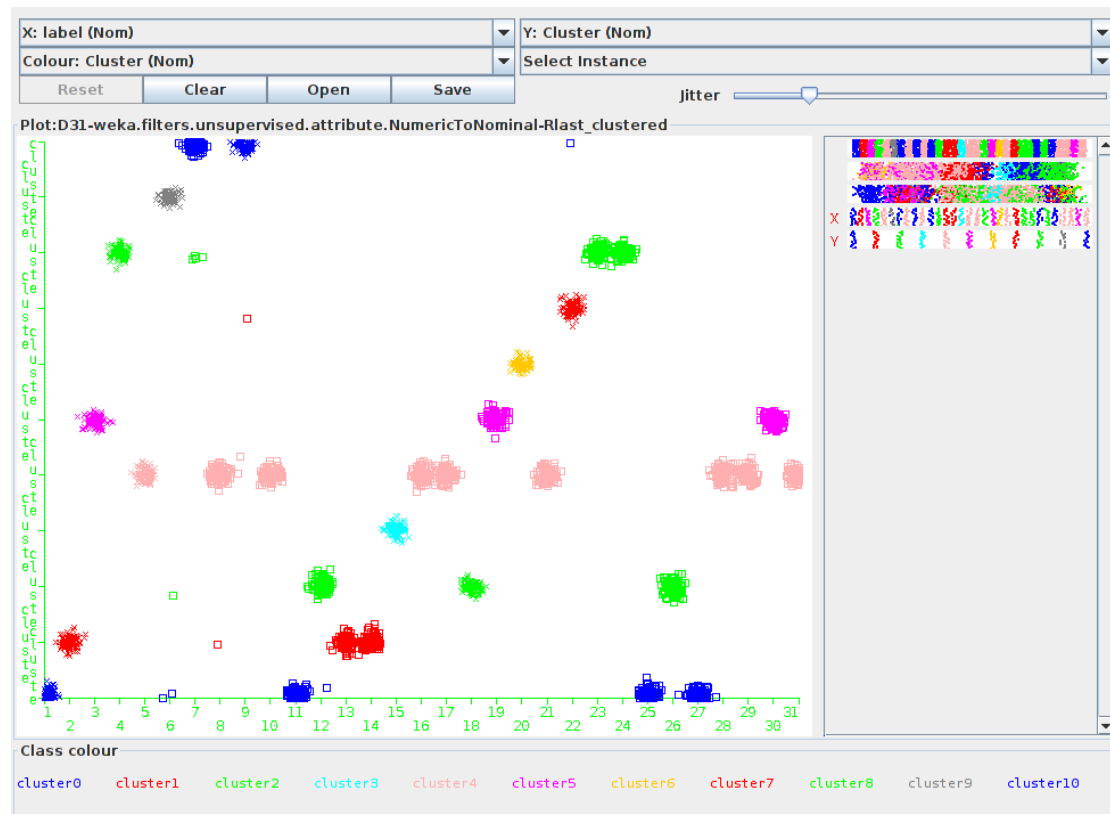 X: label (Nom)
Y: Cluster (Nom)
Colour: Cluster (Nom)
Select Instance
Reset
Clear
Open
Save
Jitter
Plot:D31-weka.filters.unsupervised.attribute.NumericToNominal-Rlast_clustered
X
Y
1 3 5 7 9 11 13 15 17 19 21 23 25 27 29 31
2 4 6 8 10 12 14 16 18 20 22 24 26 28 30
Class colour
cluster0 cluster1 cluster2 cluster3 cluster4 cluster5 cluster6 cluster7 cluster8 cluster9 cluster10